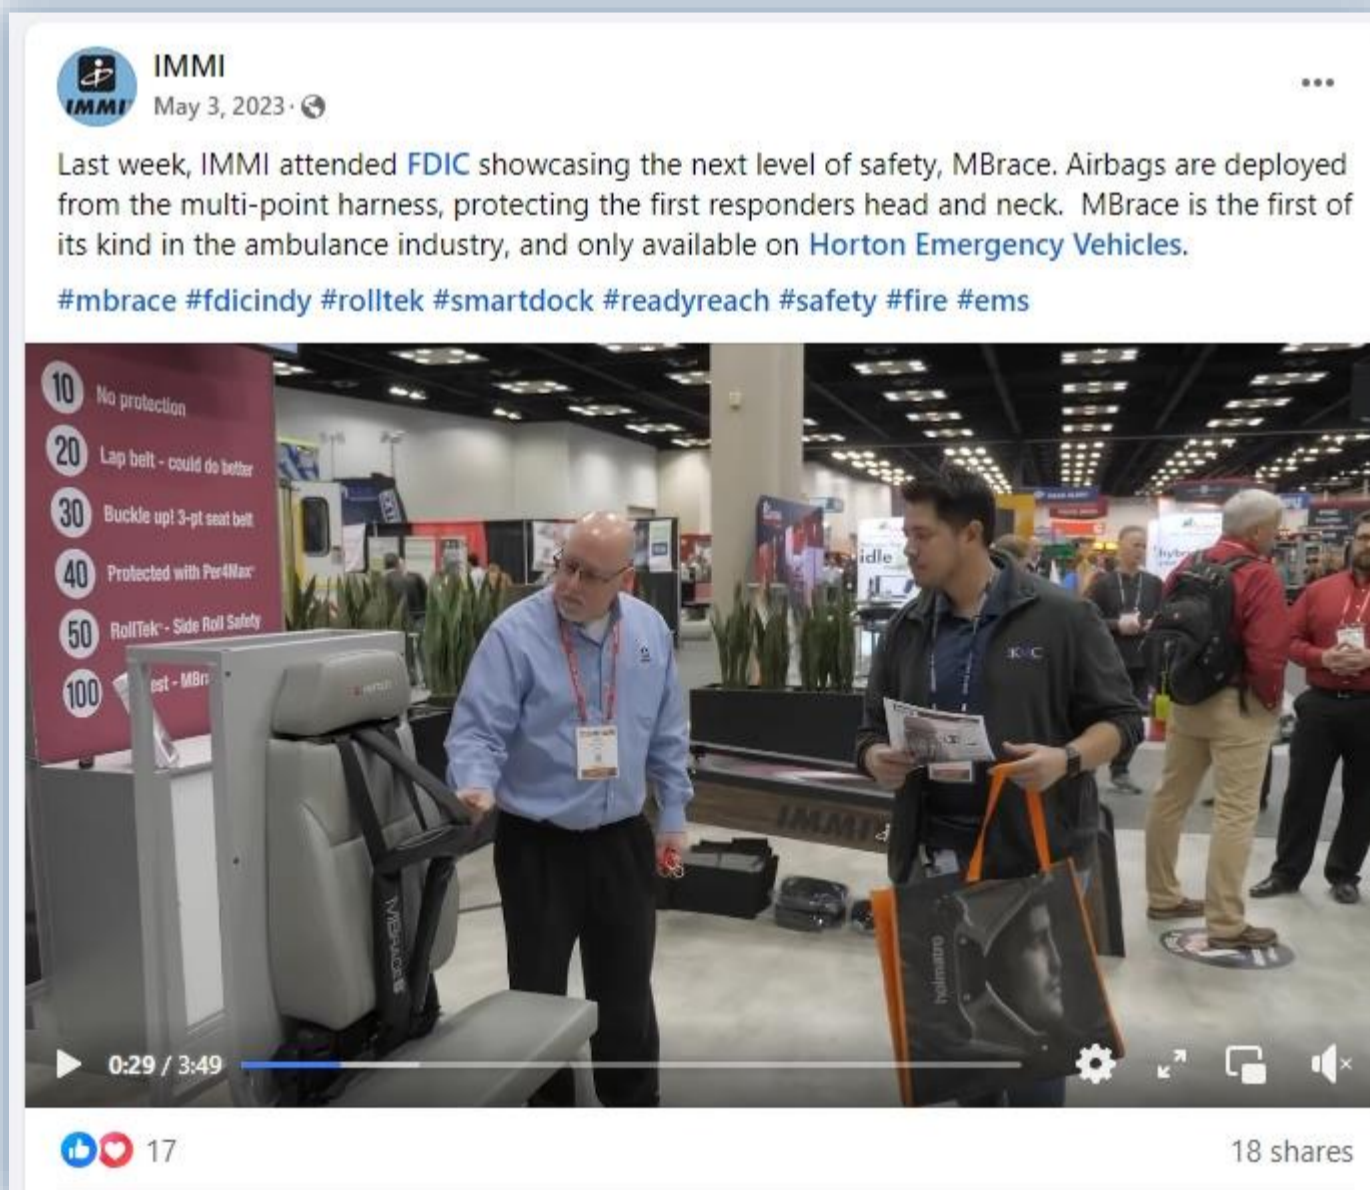 IMMI
IMMI
May 3, 2023 ·
Last week, IMMI attended FDIC showcasing the next level of safety, MBrace. Airbags are deployed
from the multi-point harness, protecting the first responders head and neck.  MBrace is the first of
its kind in the ambulance industry, and only available on Horton Emergency Vehicles.
#mbrace #fdicindy #rolltek #smartdock #readyreach #safety #fire #ems
10 No protection
20 Lap belt - could do better
30 Buckle up! 3-pt seat belt
40 Protected with Per4Max
50 RollTek - Side Roll Safety
100 est - MBr
idle
IMMI
holmatro
0:29 / 3:49
17
18 shares